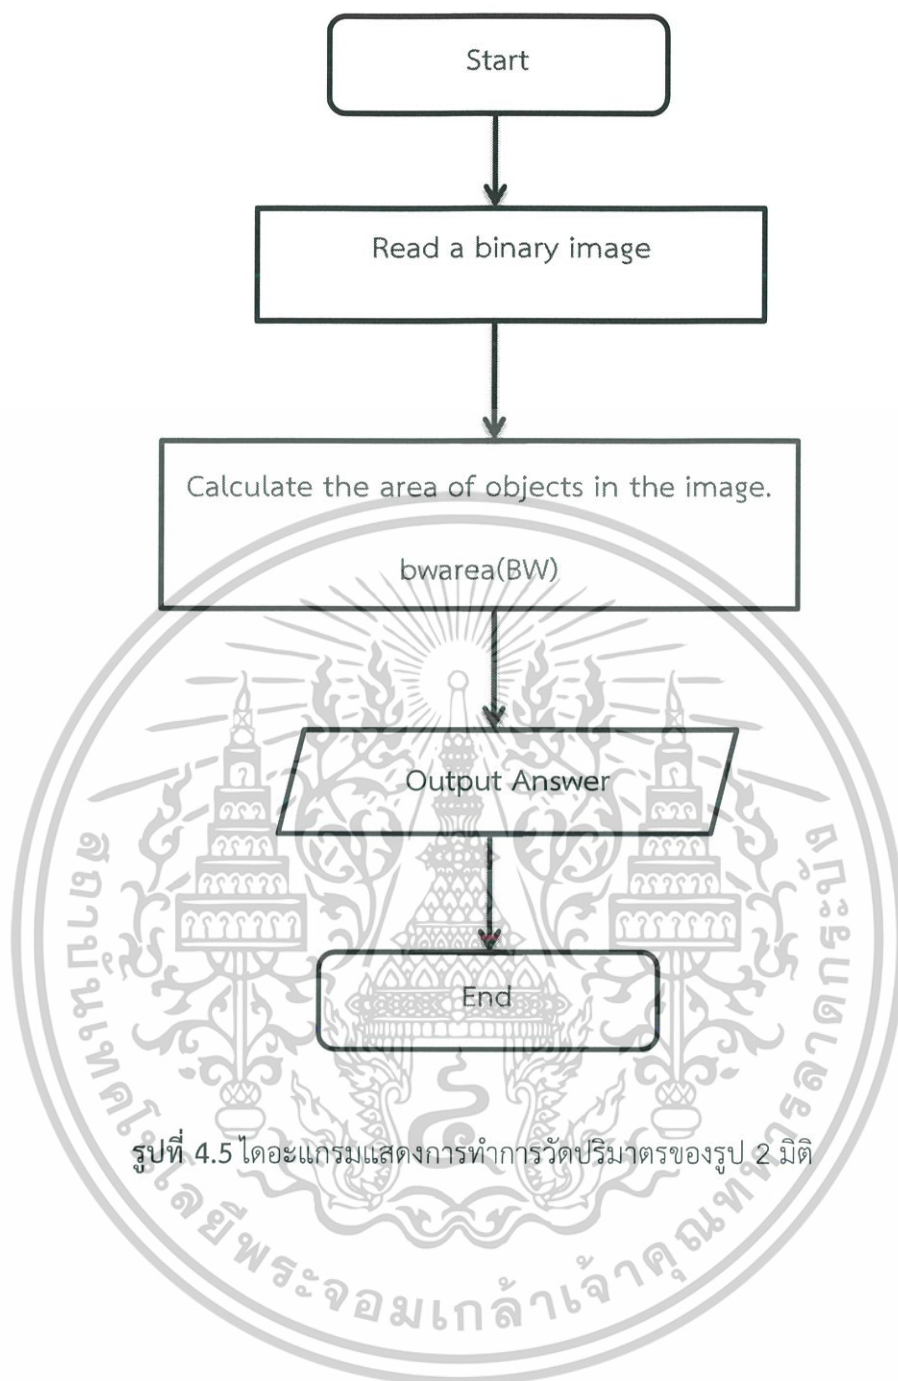 Start
Read a binary image
Calculate the area of objects in the image.
bwarea(BW)
Output Answer
End
รูปที่ 4.5 ไดอะแกรมแสดงการทำการวัดปริมาตรของรูป 2 มิติ
สถาบันเทคโนโลยีพระจอมเกล้าเจ้าคุณทหารลาดกระบัง